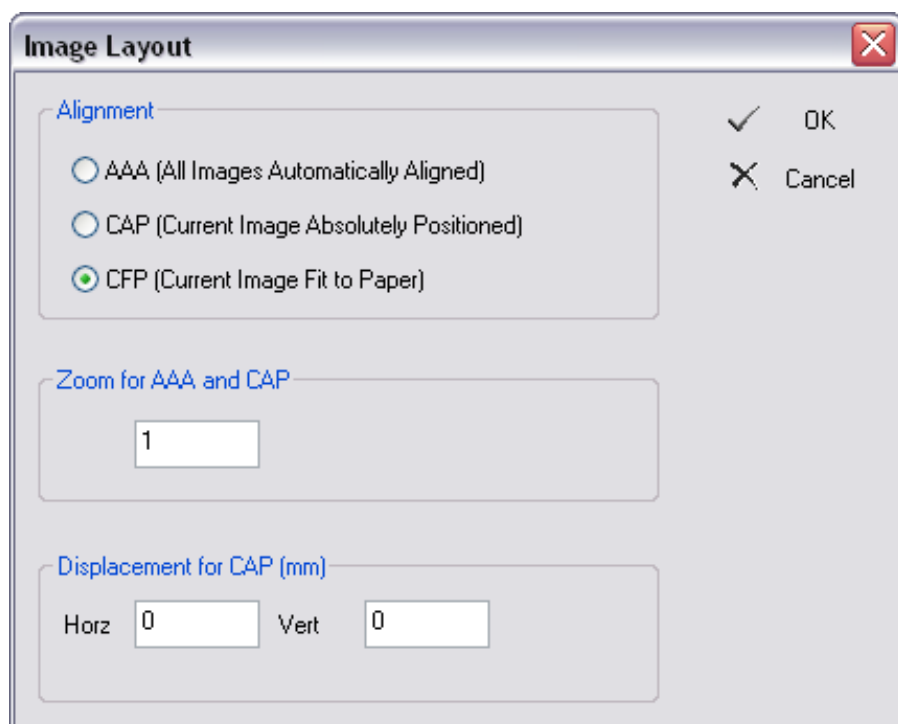 Image Layout
Alignment
OK
AAA (All Images Automatically Aligned)
Cancel
CAP (Current Image Absolutely Positioned)
CFP (Current Image Fit to Paper)
Zoom for AAA and CAP
1
Displacement for CAP (mm)
Horz 0 Vert 0